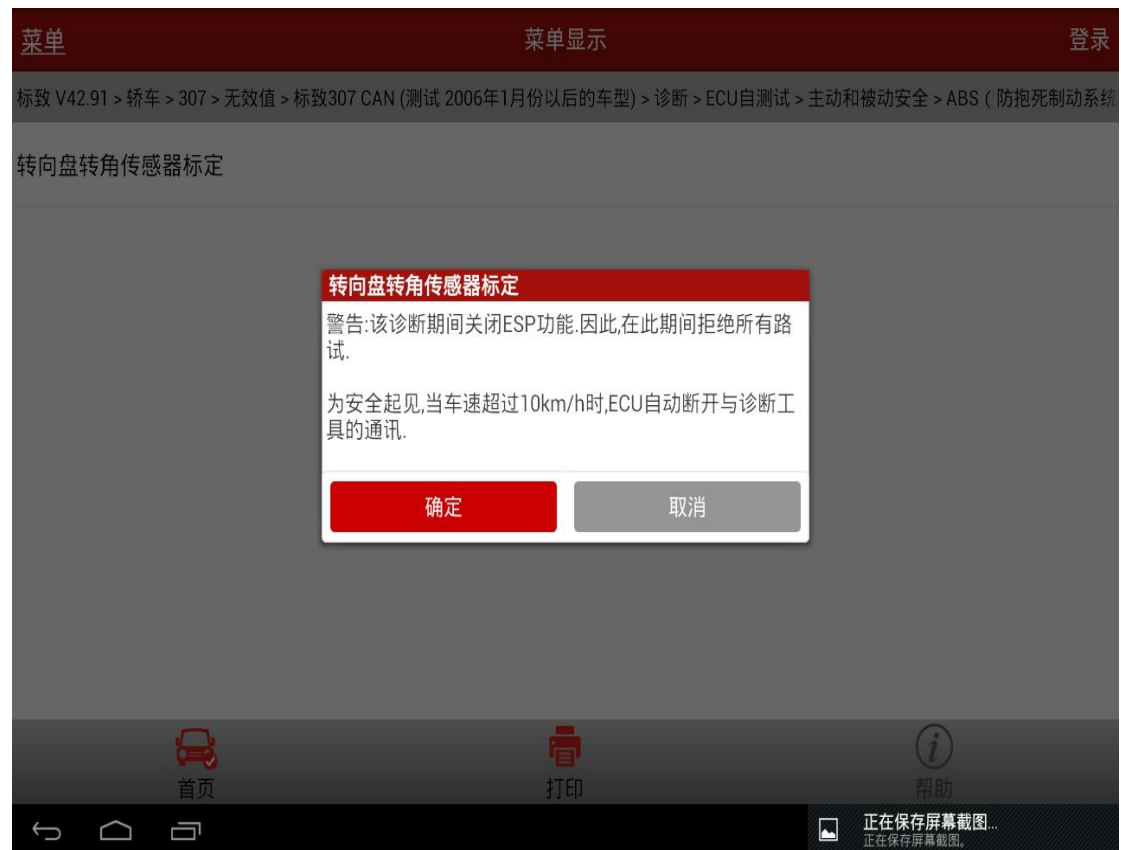 菜单 菜单显示 登录
标致 V42.91 > 轿车 > 307 > 无效值 > 标致307 CAN (测试 2006年1月份以后的车型) > 诊断 > ECU自测试 > 主动和被动安全 > ABS ( 防抱死制动系统
转向盘转角传感器标定
转向盘转角传感器标定
警告:该诊断期间关闭ESP功能.因此,在此期间拒绝所有路
试.
为安全起见,当车速超过10km/h时,ECU自动断开与诊断工
具的通讯.
确定 取消
首页 打印 帮助
正在保存屏幕截图...
正在保存屏幕截图。